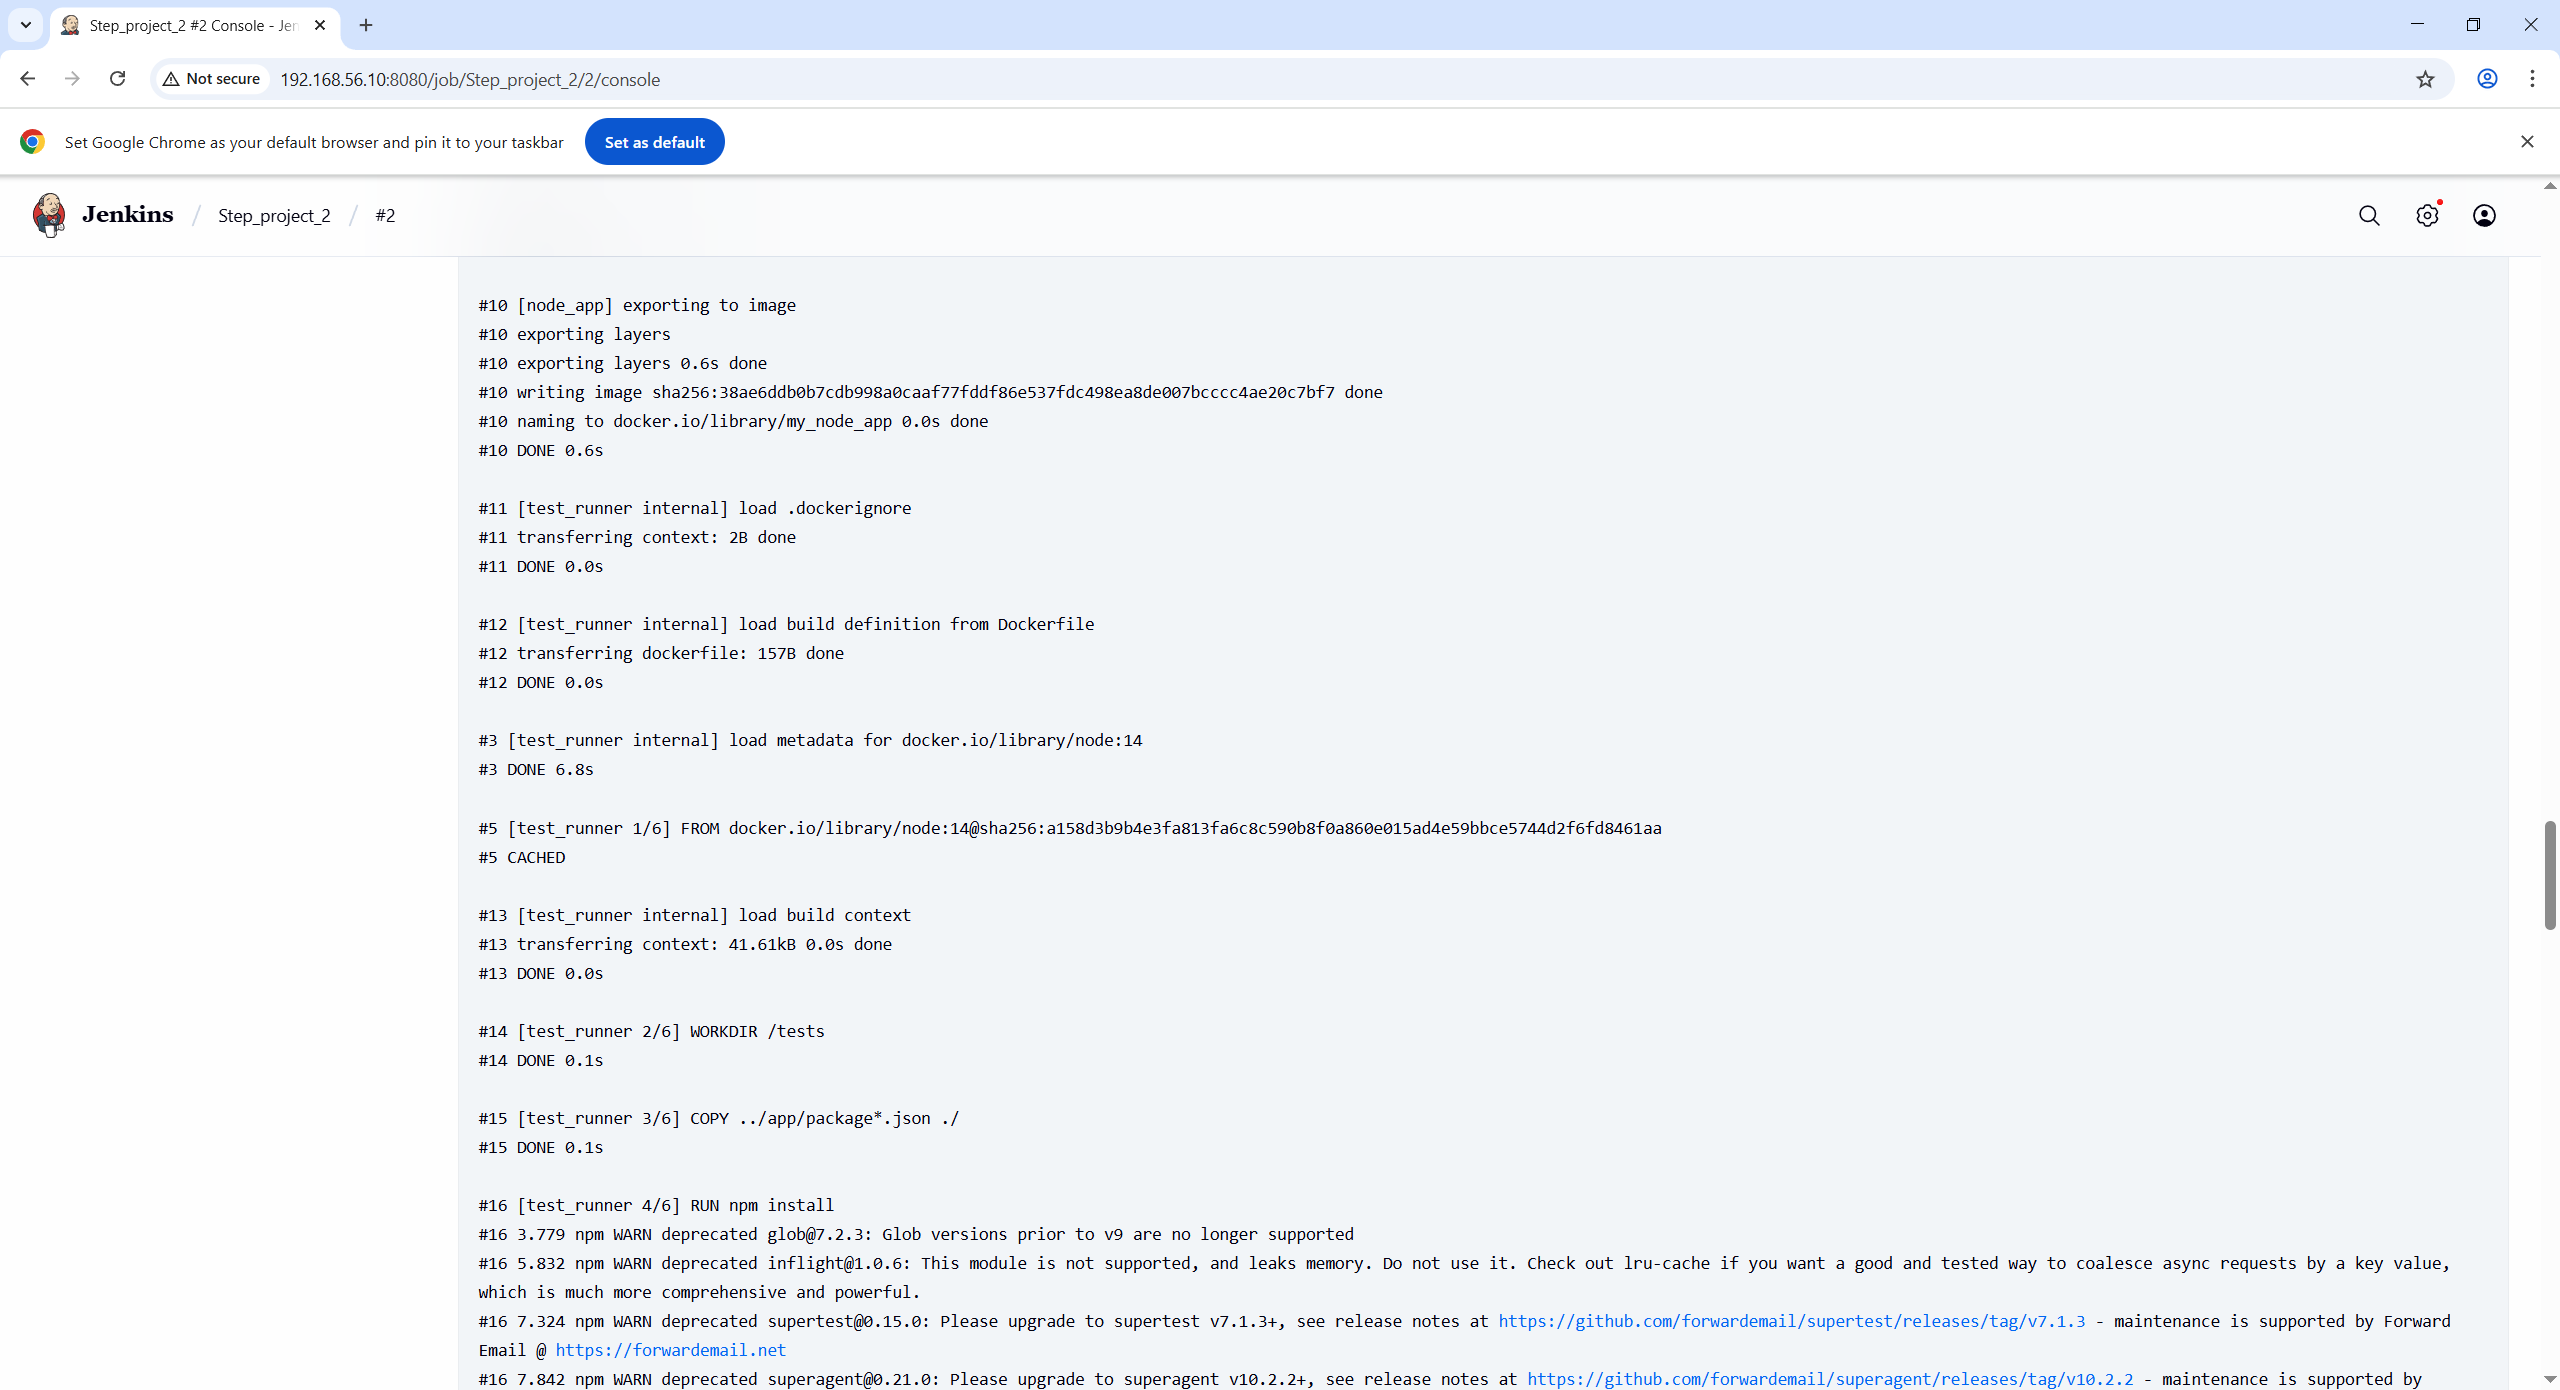 Step_project_2 #2 Console - Jen
Not secure
192.168.56.10:8080/job/Step_project_2/2/console
Set Google Chrome as your default browser and pin it to your taskbar
Set as default
Jenkins / Step_project_2 / #2
#10 [node_app] exporting to image
#10 exporting layers
#10 exporting layers 0.6s done
#10 writing image sha256:38ae6ddb0b7cdb998a0caaf77fddf86e537fdc498ea8de007bcccc4ae20c7bf7 done
#10 naming to docker.io/library/my_node_app 0.0s done
#10 DONE 0.6s
#11 [test_runner internal] load .dockerignore
#11 transferring context: 2B done
#11 DONE 0.0s
#12 [test_runner internal] load build definition from Dockerfile
#12 transferring dockerfile: 157B done
#12 DONE 0.0s
#3 [test_runner internal] load metadata for docker.io/library/node:14
#3 DONE 6.8s
#5 [test_runner 1/6] FROM docker.io/library/node:14@sha256:a158d3b9b4e3fa813fa6c8c590b8f0a860e015ad4e59bbce5744d2f6fd8461aa
#5 CACHED
#13 [test_runner internal] load build context
#13 transferring context: 41.61kB 0.0s done
#13 DONE 0.0s
#14 [test_runner 2/6] WORKDIR /tests
#14 DONE 0.1s
#15 [test_runner 3/6] COPY ../app/package*.json ./
#15 DONE 0.1s
#16 [test_runner 4/6] RUN npm install
#16 3.779 npm WARN deprecated glob@7.2.3: Glob versions prior to v9 are no longer supported
#16 5.832 npm WARN deprecated inflight@1.0.6: This module is not supported, and leaks memory. Do not use it. Check out lru-cache if you want a good and tested way to coalesce async requests by a key value,
which is much more comprehensive and powerful.
#16 7.324 npm WARN deprecated supertest@0.15.0: Please upgrade to supertest v7.1.3+, see release notes at https://github.com/forwardemail/supertest/releases/tag/v7.1.3 - maintenance is supported by Forward
Email @ https://forwardemail.net
#16 7.842 npm WARN deprecated superagent@0.21.0: Please upgrade to superagent v10.2.2+, see release notes at https://github.com/forwardemail/superagent/releases/tag/v10.2.2 - maintenance is supported by